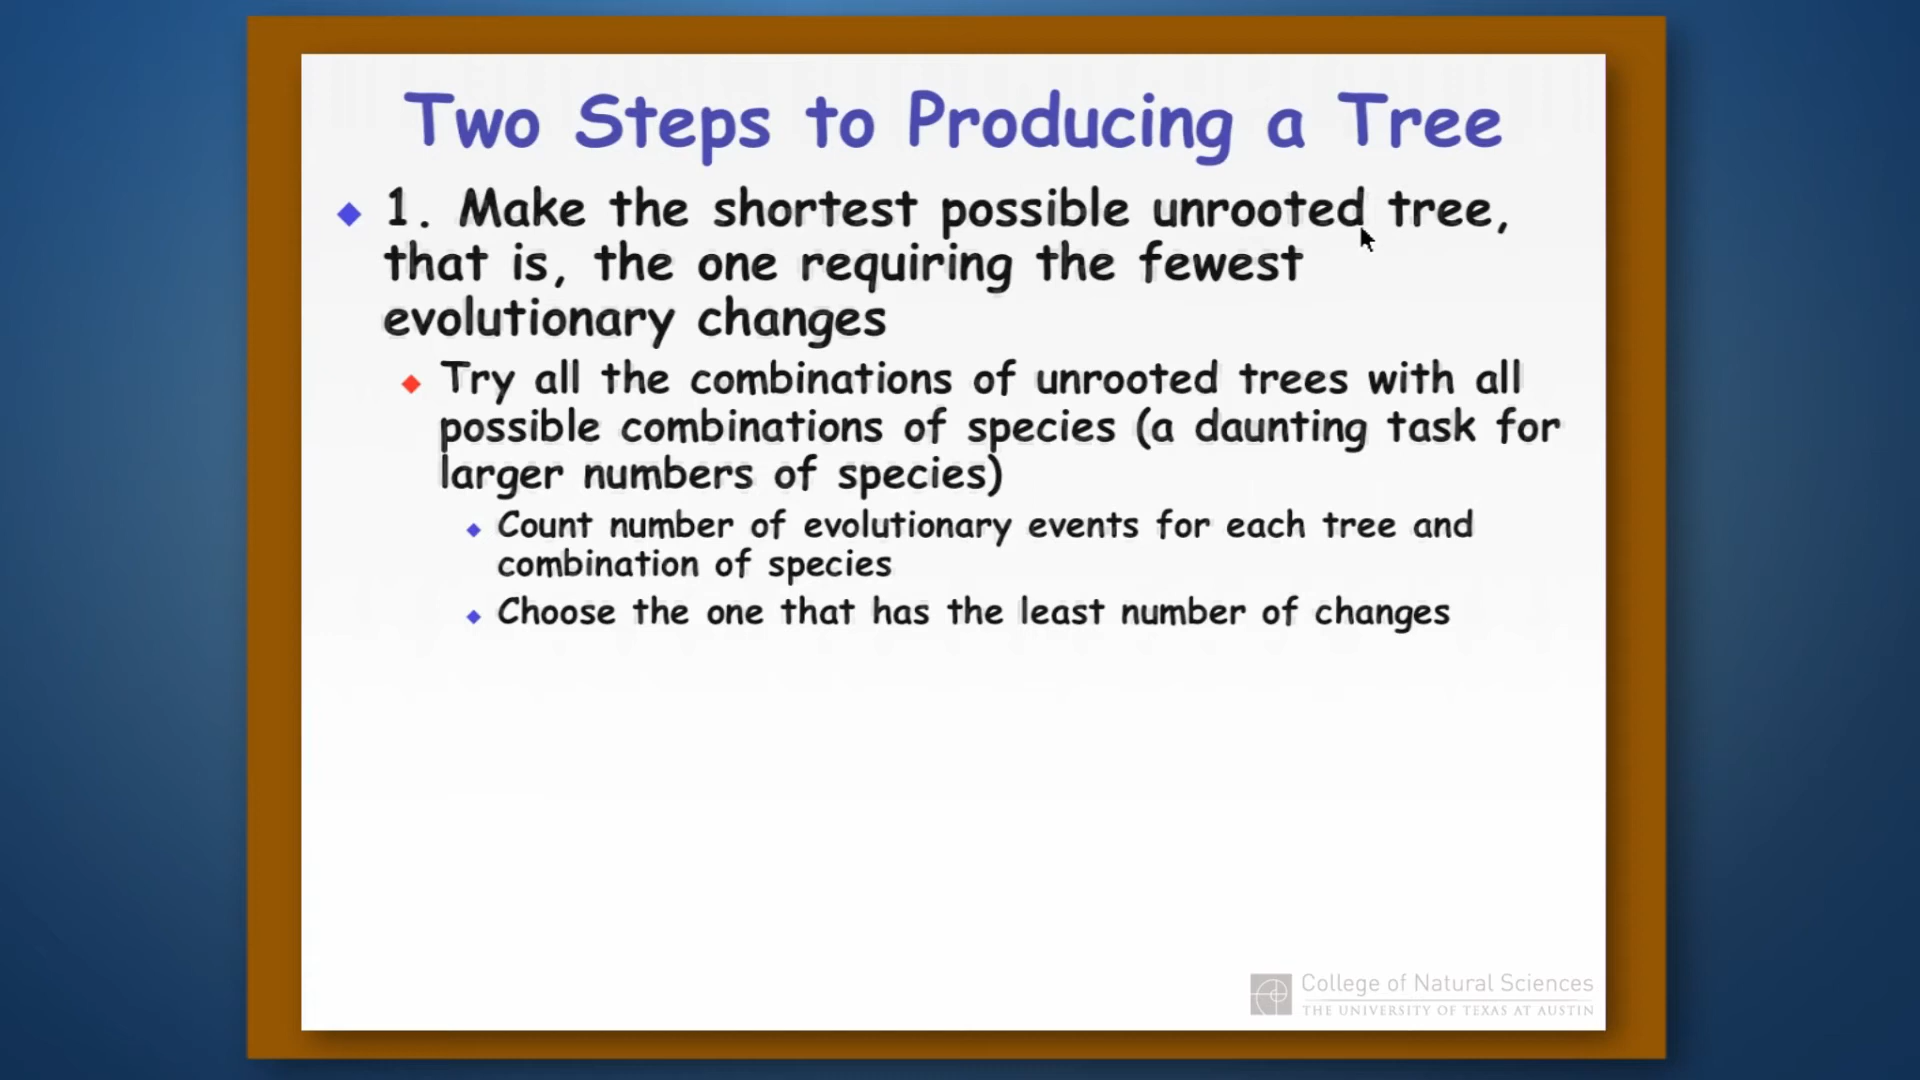 Two Steps to Producing a Tree
1. Make the shortest possible unrooted tree,
that is, the one requiring the fewest
evolutionary changes
Try all the combinations of unrooted trees with all
possible combinations of species (a daunting task for
larger numbers of species)
Count number of evolutionary events for each tree and
combination of species
Choose the one that has the least number of changes
College of Natural Sciences
THE UNIVERSITY OF TEXAS AT AUSTIN